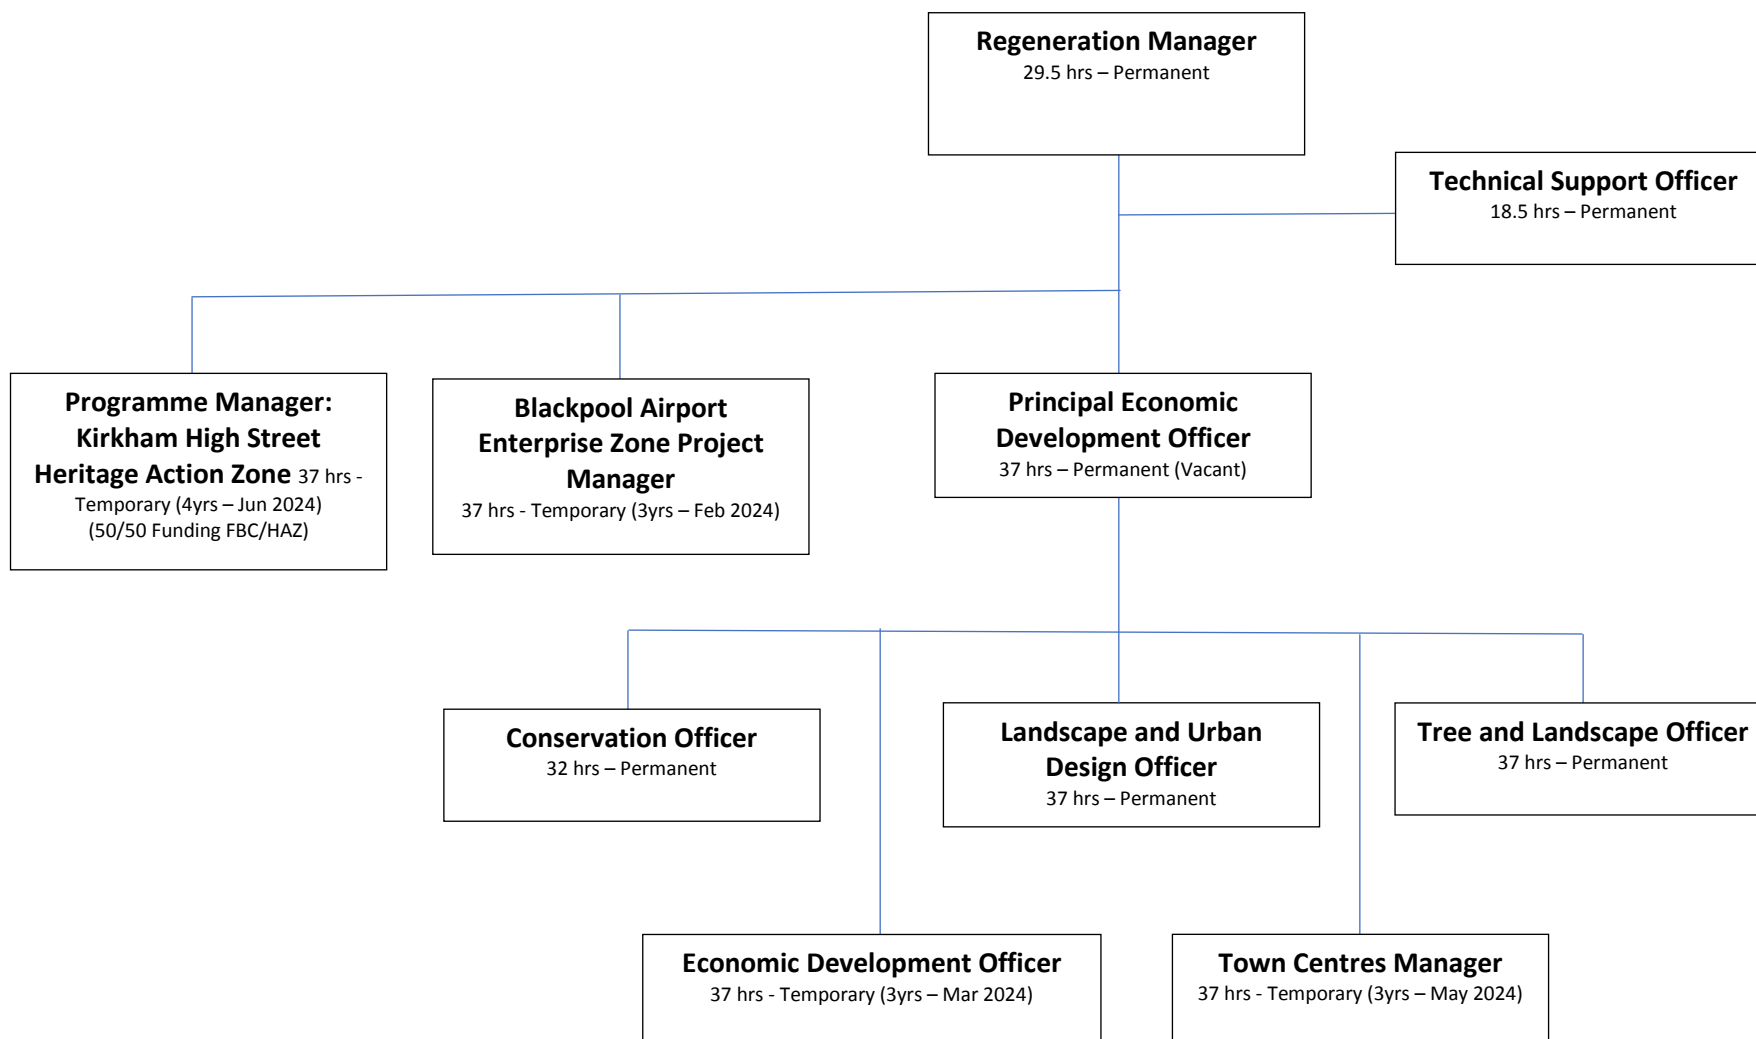 Regeneration Manager
29.5 hrs – Permanent
Technical Support Officer
18.5 hrs – Permanent
Programme Manager:
Kirkham High Street
Heritage Action Zone 37 hrs -
Temporary (4yrs – Jun 2024)
(50/50 Funding FBC/HAZ)
Blackpool Airport
Enterprise Zone Project
Manager
37 hrs - Temporary (3yrs – Feb 2024)
Principal Economic
Development Officer
37 hrs – Permanent (Vacant)
Conservation Officer
32 hrs – Permanent
Landscape and Urban
Design Officer
37 hrs – Permanent
Tree and Landscape Officer
37 hrs – Permanent
Economic Development Officer
37 hrs - Temporary (3yrs – Mar 2024)
Town Centres Manager
37 hrs - Temporary (3yrs – May 2024)